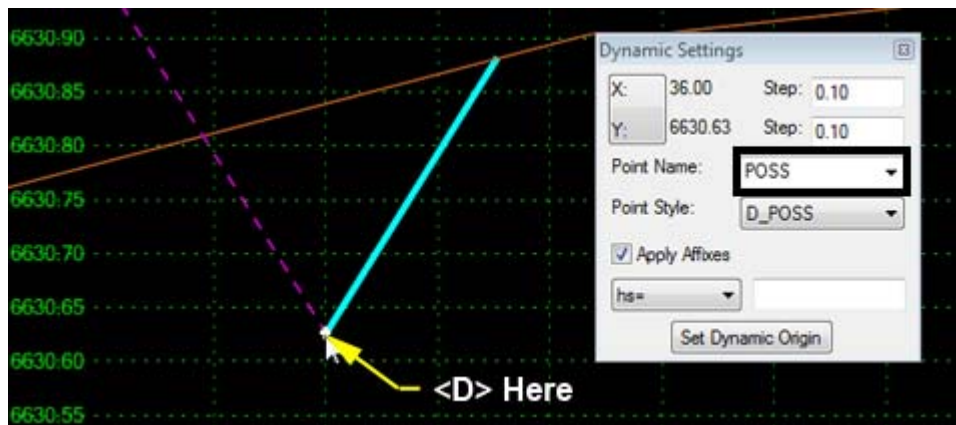 6630.90
6630.85
6630.80
6630.75
6630.70
6630.65
6630.60
6630.55
<D> Here
Dynamic Settings
X: 36.00 Step: 0.10
Y: 6630.63 Step: 0.10
Point Name: POSS
Point Style: D_POSS
Apply Affixes
hs=
Set Dynamic Origin